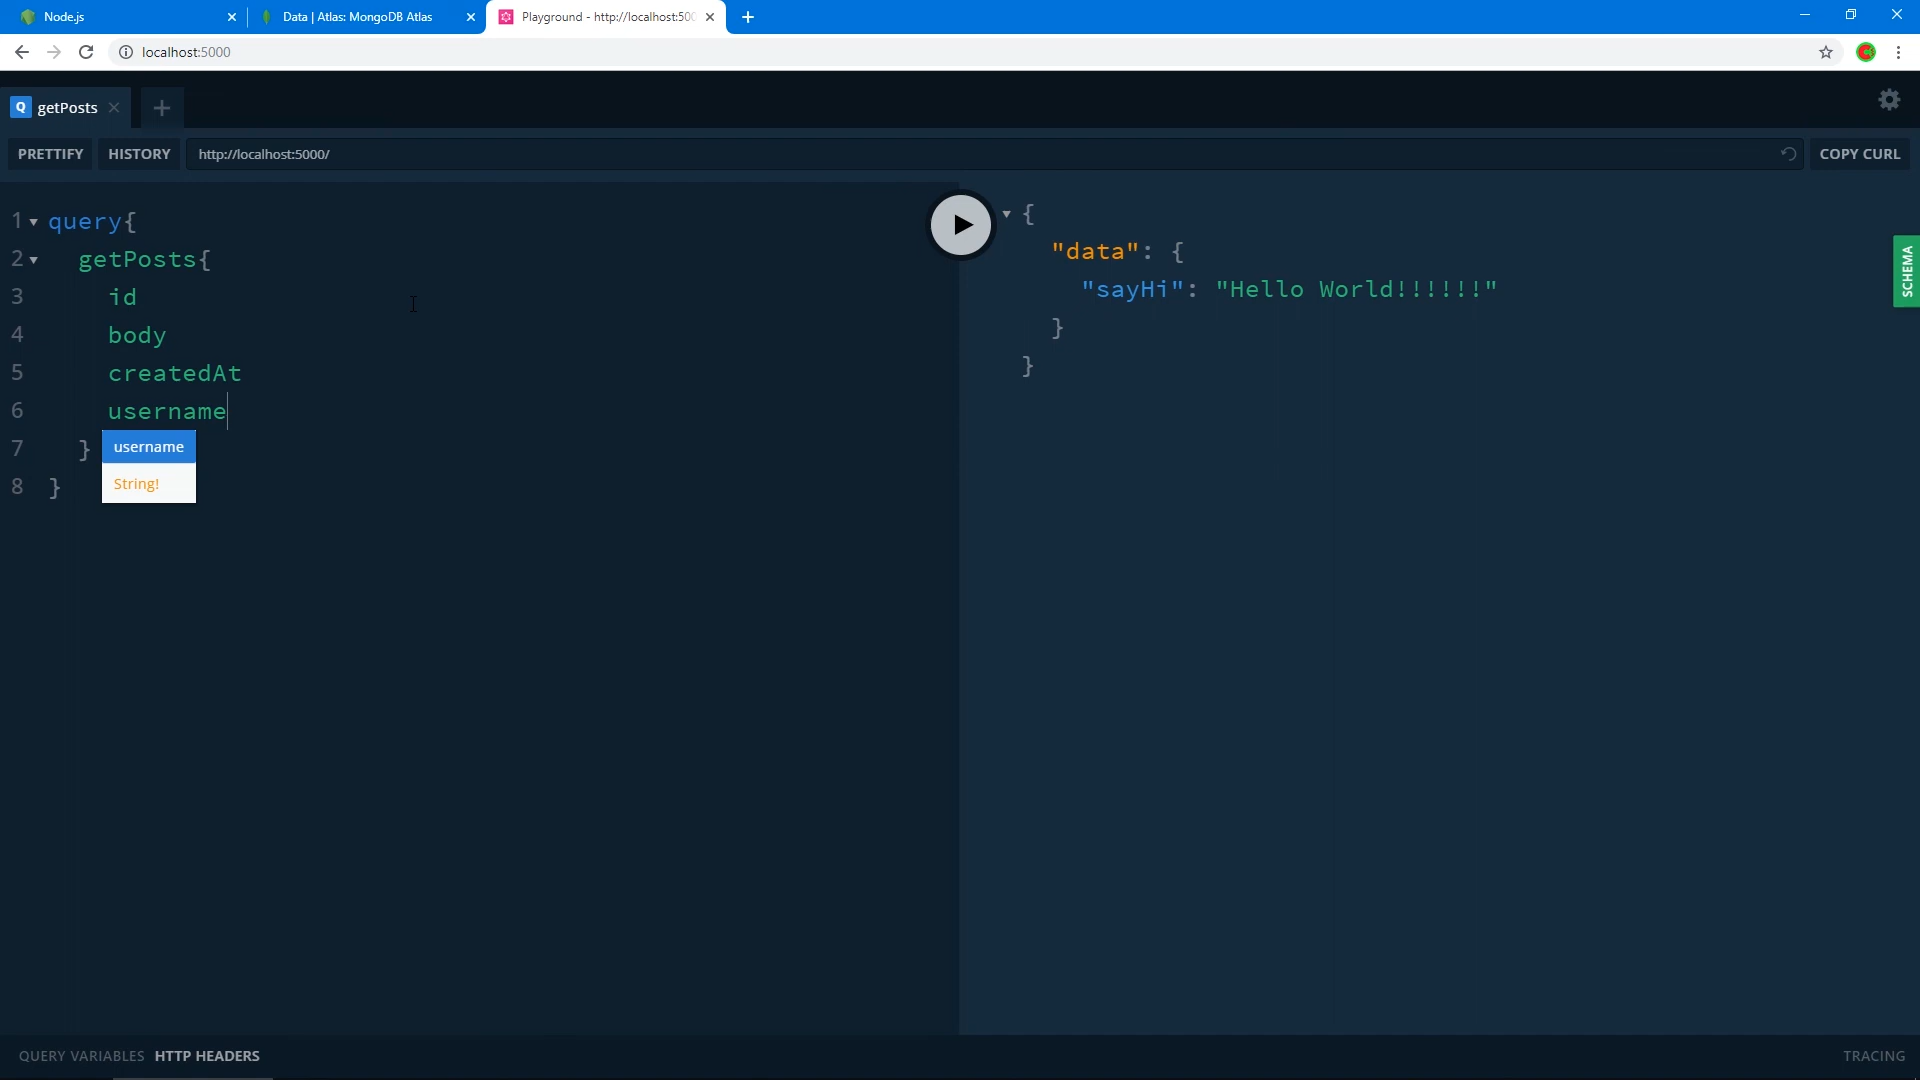 Node.js
Data | Atlas: MongoDB Atlas
Playground - http://localhost:500
localhost:5000
Q getPosts
PRETTIFY HISTORY http://localhost:5000/ COPY CURL
1 query{
2 getPosts{
3 id
4 body
5 createdAt
6 username
7 }
8 }
username
String!
{
"data": {
"sayHi": "Hello World!!!!!!"
}
}
SCHEMA
QUERY VARIABLES HTTP HEADERS
TRACING